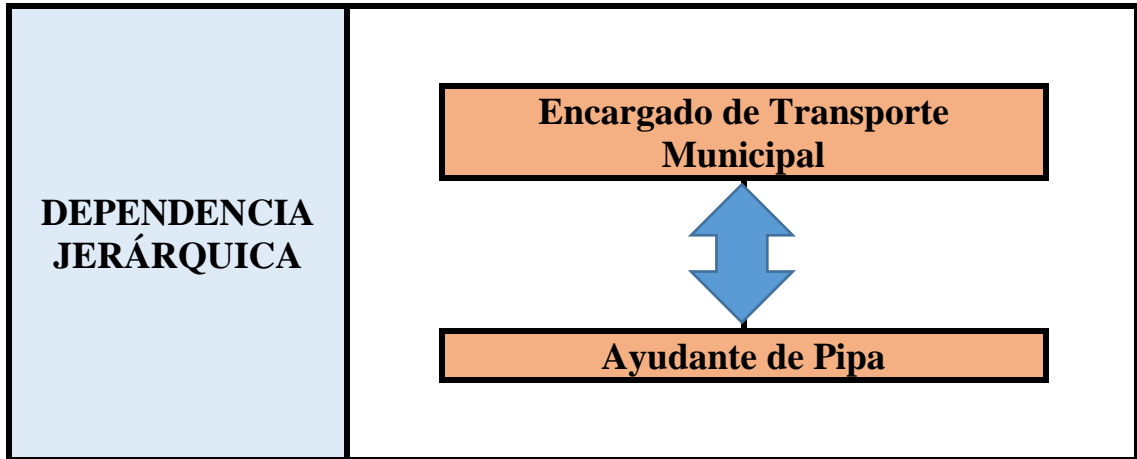 DEPENDENCIA
JERÁRQUICA
Encargado de Transporte
Municipal
Ayudante de Pipa